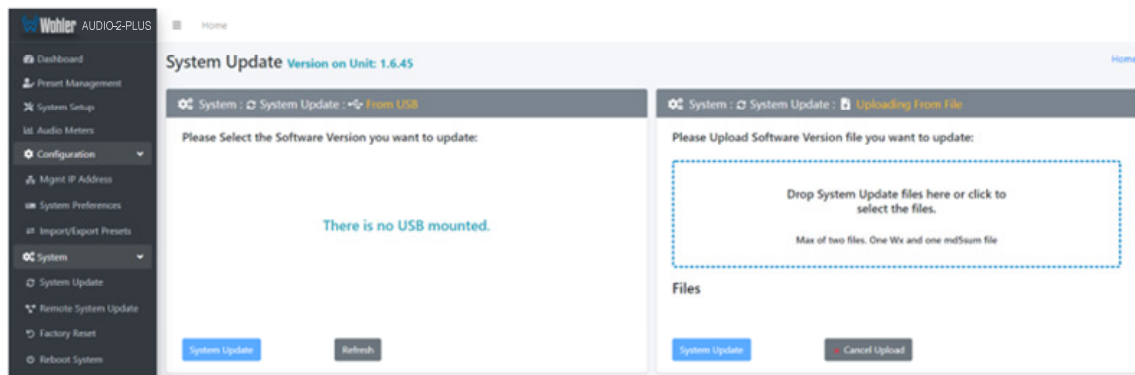 Wohler AUDIO-2-PLUS
Home
Dashboard
Preset Management
System Setup
Audio Meters
Configuration
Mgmt IP Address
System Preferences
Import/Export Presets
System
System Update
Remote System Update
Factory Reset
Reboot System
System Update Version on Unit: 1.6.45
Home
System : System Update : From USB
Please Select the Software Version you want to update:
There is no USB mounted.
System Update Refresh
System : System Update : Uploading From File
Please Upload Software Version file you want to update:
Drop System Update files here or click to
select the files.
Max of two files. One Wx and one md5sum file
Files
System Update Cancel Upload